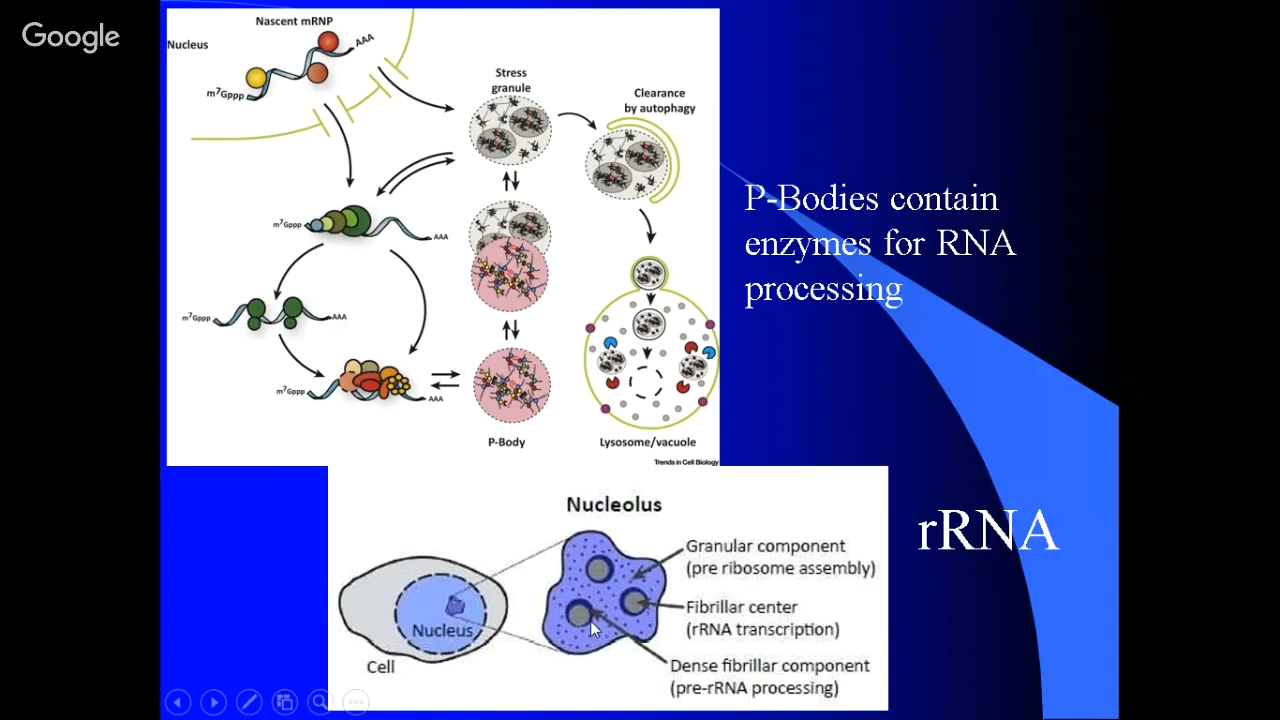 Google
Nascent mRNP
Nucleus
AAA
m⁷Gppp
Stress
granule
Clearance
by autophagy
m⁷Gppp
AAA
m⁷Gppp
AAA
m⁷Gppp
AAA
P-Body
Lysosome/vacuole
Trends in Cell Biology
P-Bodies contain
enzymes for RNA
processing
Nucleolus
Granular component
(pre ribosome assembly)
Fibrillar center
(rRNA transcription)
Dense fibrillar component
(pre-rRNA processing)
Nucleus
Cell
rRNA